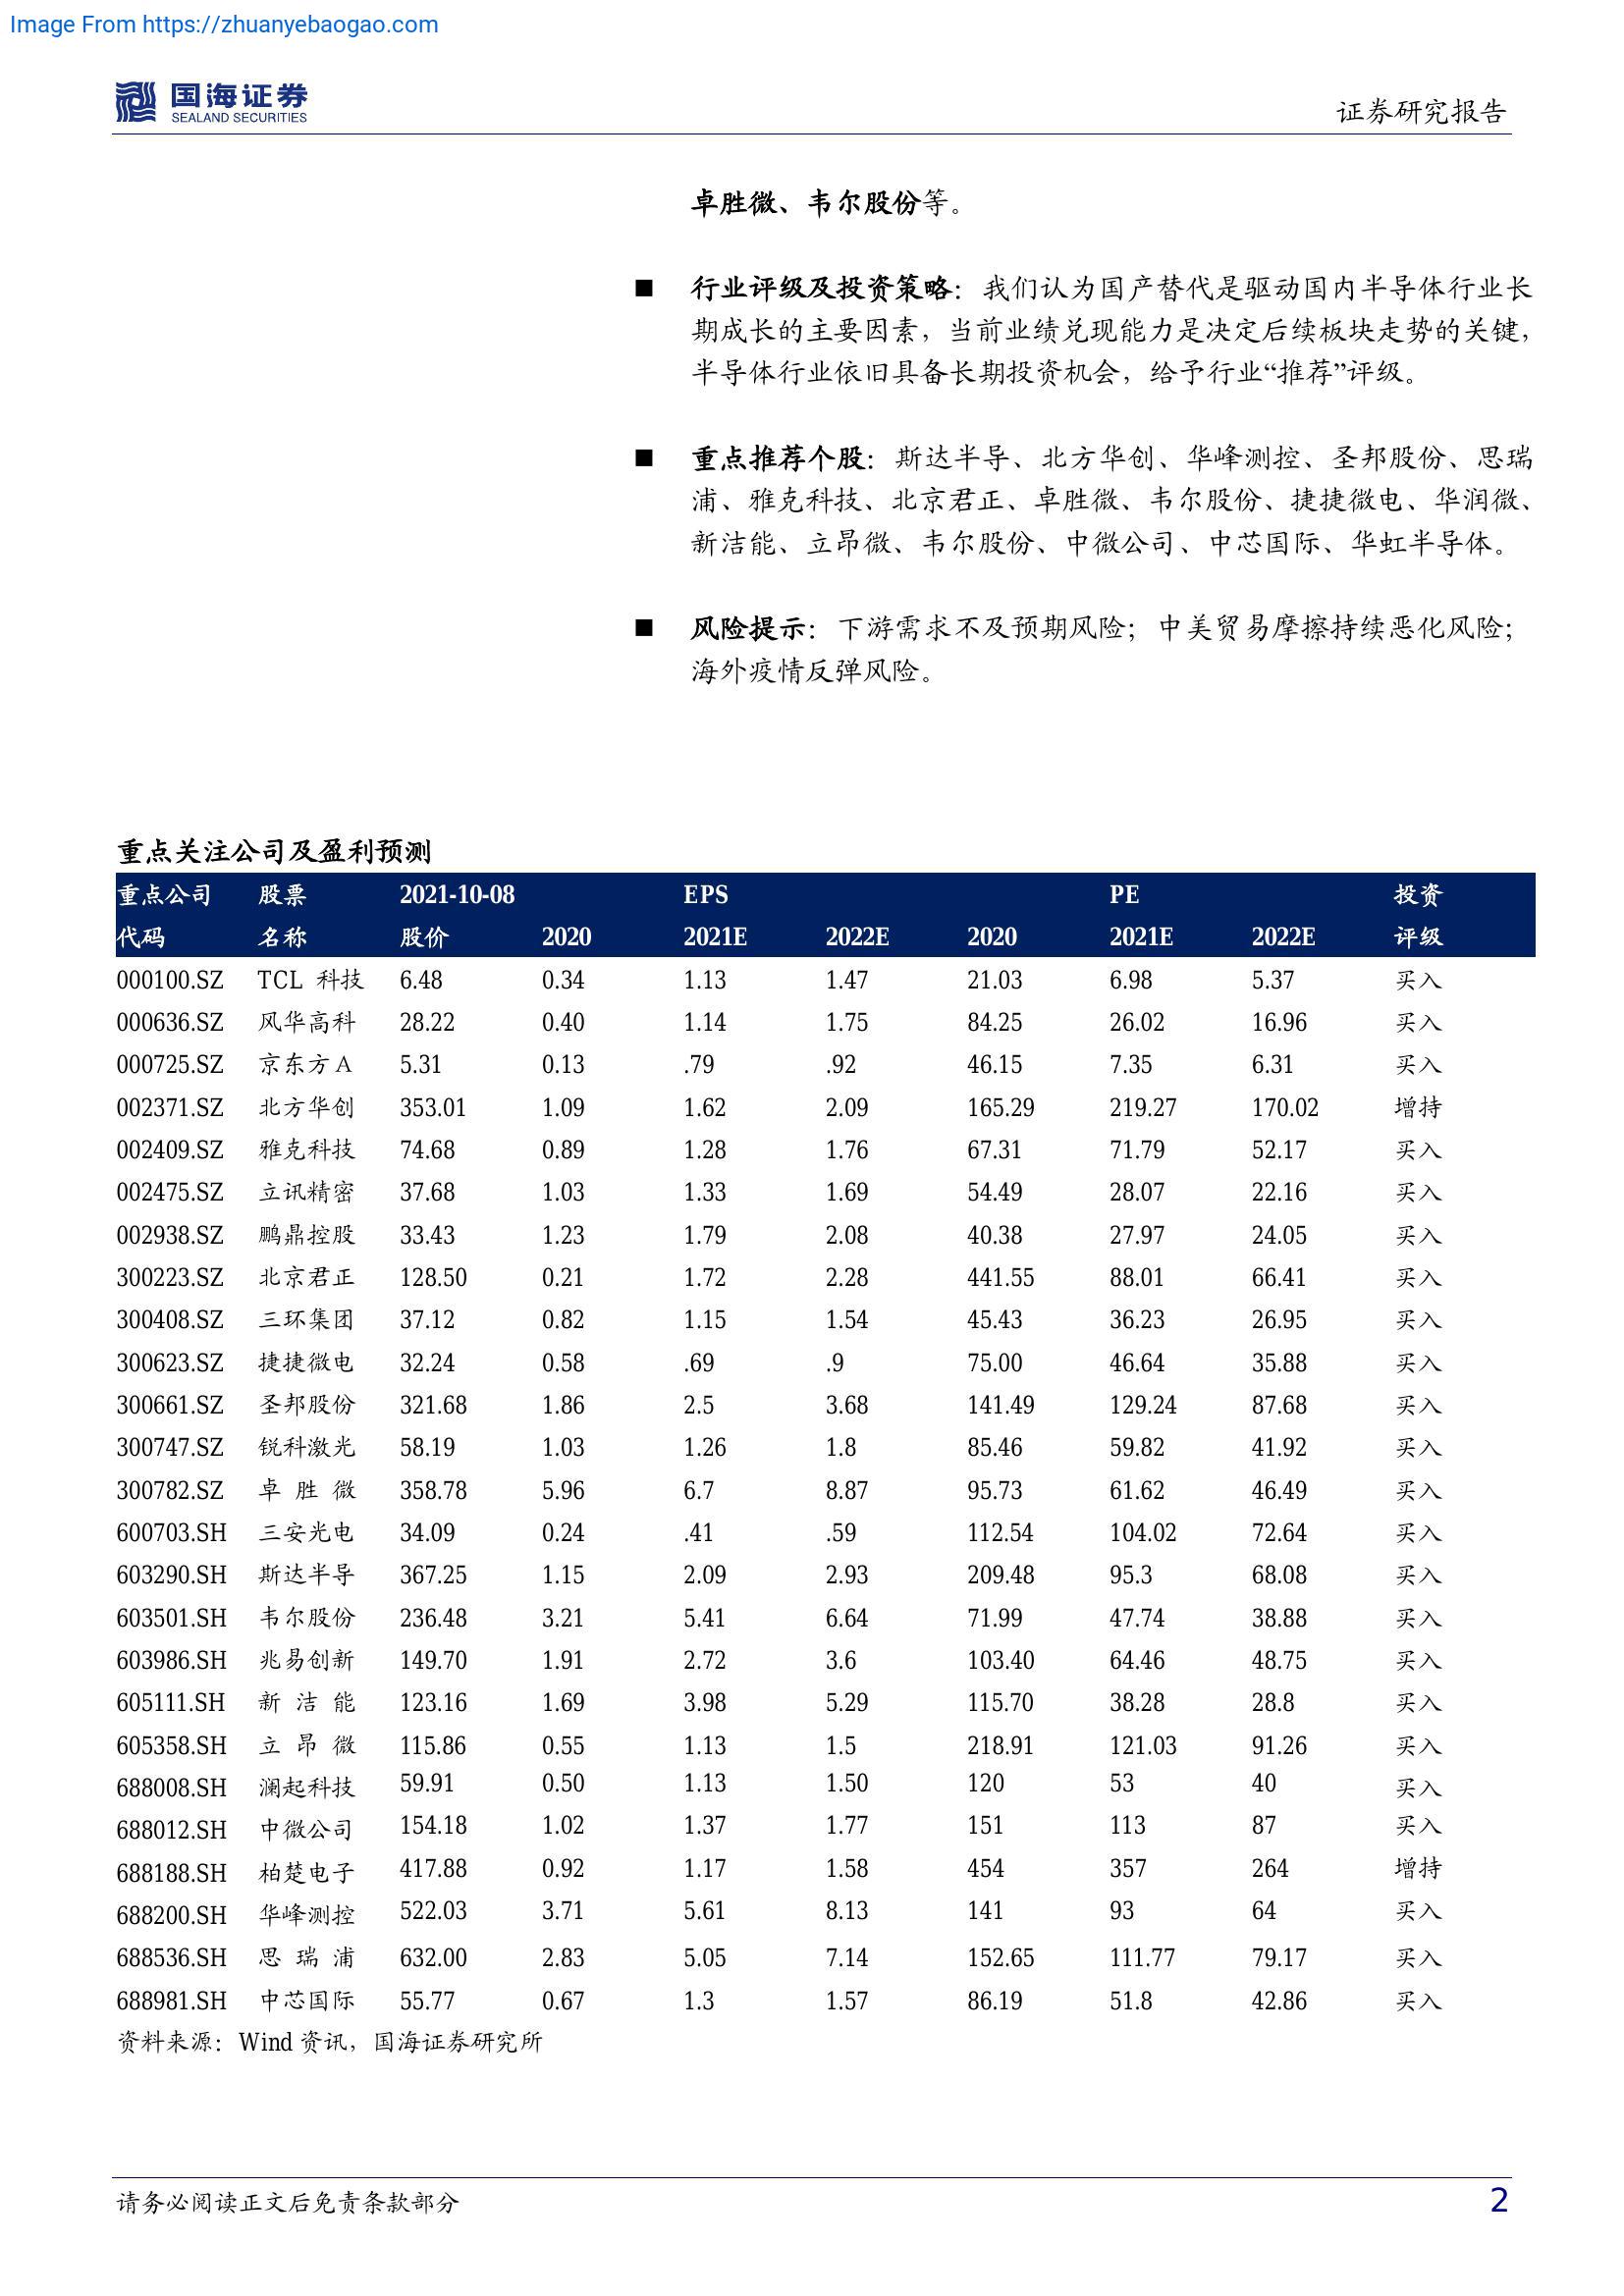 Image From https://zhuanyebaogao.com
国海证券
SEALAND SECURITIES
证券研究报告
卓胜微、韦尔股份等。
■ 行业评级及投资策略：我们认为国产替代是驱动国内半导体行业长
期成长的主要因素，当前业绩兑现能力是决定后续板块走势的关键，
半导体行业依旧具备长期投资机会，给予行业“推荐”评级。
■ 重点推荐个股：斯达半导、北方华创、华峰测控、圣邦股份、思瑞
浦、雅克科技、北京君正、卓胜微、韦尔股份、捷捷微电、华润微、
新洁能、立昂微、韦尔股份、中微公司、中芯国际、华虹半导体。
■ 风险提示：下游需求不及预期风险；中美贸易摩擦持续恶化风险；
海外疫情反弹风险。
重点关注公司及盈利预测
重点公司 股票 2021-10-08 EPS PE 投资
代码 名称 股价 2020 2021E 2022E 2020 2021E 2022E 评级
000100.SZ TCL 科技 6.48 0.34 1.13 1.47 21.03 6.98 5.37 买入
000636.SZ 风华高科 28.22 0.40 1.14 1.75 84.25 26.02 16.96 买入
000725.SZ 京东方A 5.31 0.13 .79 .92 46.15 7.35 6.31 买入
002371.SZ 北方华创 353.01 1.09 1.62 2.09 165.29 219.27 170.02 增持
002409.SZ 雅克科技 74.68 0.89 1.28 1.76 67.31 71.79 52.17 买入
002475.SZ 立讯精密 37.68 1.03 1.33 1.69 54.49 28.07 22.16 买入
002938.SZ 鹏鼎控股 33.43 1.23 1.79 2.08 40.38 27.97 24.05 买入
300223.SZ 北京君正 128.50 0.21 1.72 2.28 441.55 88.01 66.41 买入
300408.SZ 三环集团 37.12 0.82 1.15 1.54 45.43 36.23 26.95 买入
300623.SZ 捷捷微电 32.24 0.58 .69 .9 75.00 46.64 35.88 买入
300661.SZ 圣邦股份 321.68 1.86 2.5 3.68 141.49 129.24 87.68 买入
300747.SZ 锐科激光 58.19 1.03 1.26 1.8 85.46 59.82 41.92 买入
300782.SZ 卓胜微 358.78 5.96 6.7 8.87 95.73 61.62 46.49 买入
600703.SH 三安光电 34.09 0.24 .41 .59 112.54 104.02 72.64 买入
603290.SH 斯达半导 367.25 1.15 2.09 2.93 209.48 95.3 68.08 买入
603501.SH 韦尔股份 236.48 3.21 5.41 6.64 71.99 47.74 38.88 买入
603986.SH 兆易创新 149.70 1.91 2.72 3.6 103.40 64.46 48.75 买入
605111.SH 新洁能 123.16 1.69 3.98 5.29 115.70 38.28 28.8 买入
605358.SH 立昂微 115.86 0.55 1.13 1.5 218.91 121.03 91.26 买入
688008.SH 澜起科技 59.91 0.50 1.13 1.50 120 53 40 买入
688012.SH 中微公司 154.18 1.02 1.37 1.77 151 113 87 买入
688188.SH 柏楚电子 417.88 0.92 1.17 1.58 454 357 264 增持
688200.SH 华峰测控 522.03 3.71 5.61 8.13 141 93 64 买入
688536.SH 思瑞浦 632.00 2.83 5.05 7.14 152.65 111.77 79.17 买入
688981.SH 中芯国际 55.77 0.67 1.3 1.57 86.19 51.8 42.86 买入
资料来源：Wind 资讯，国海证券研究所
请务必阅读正文后免责条款部分
2